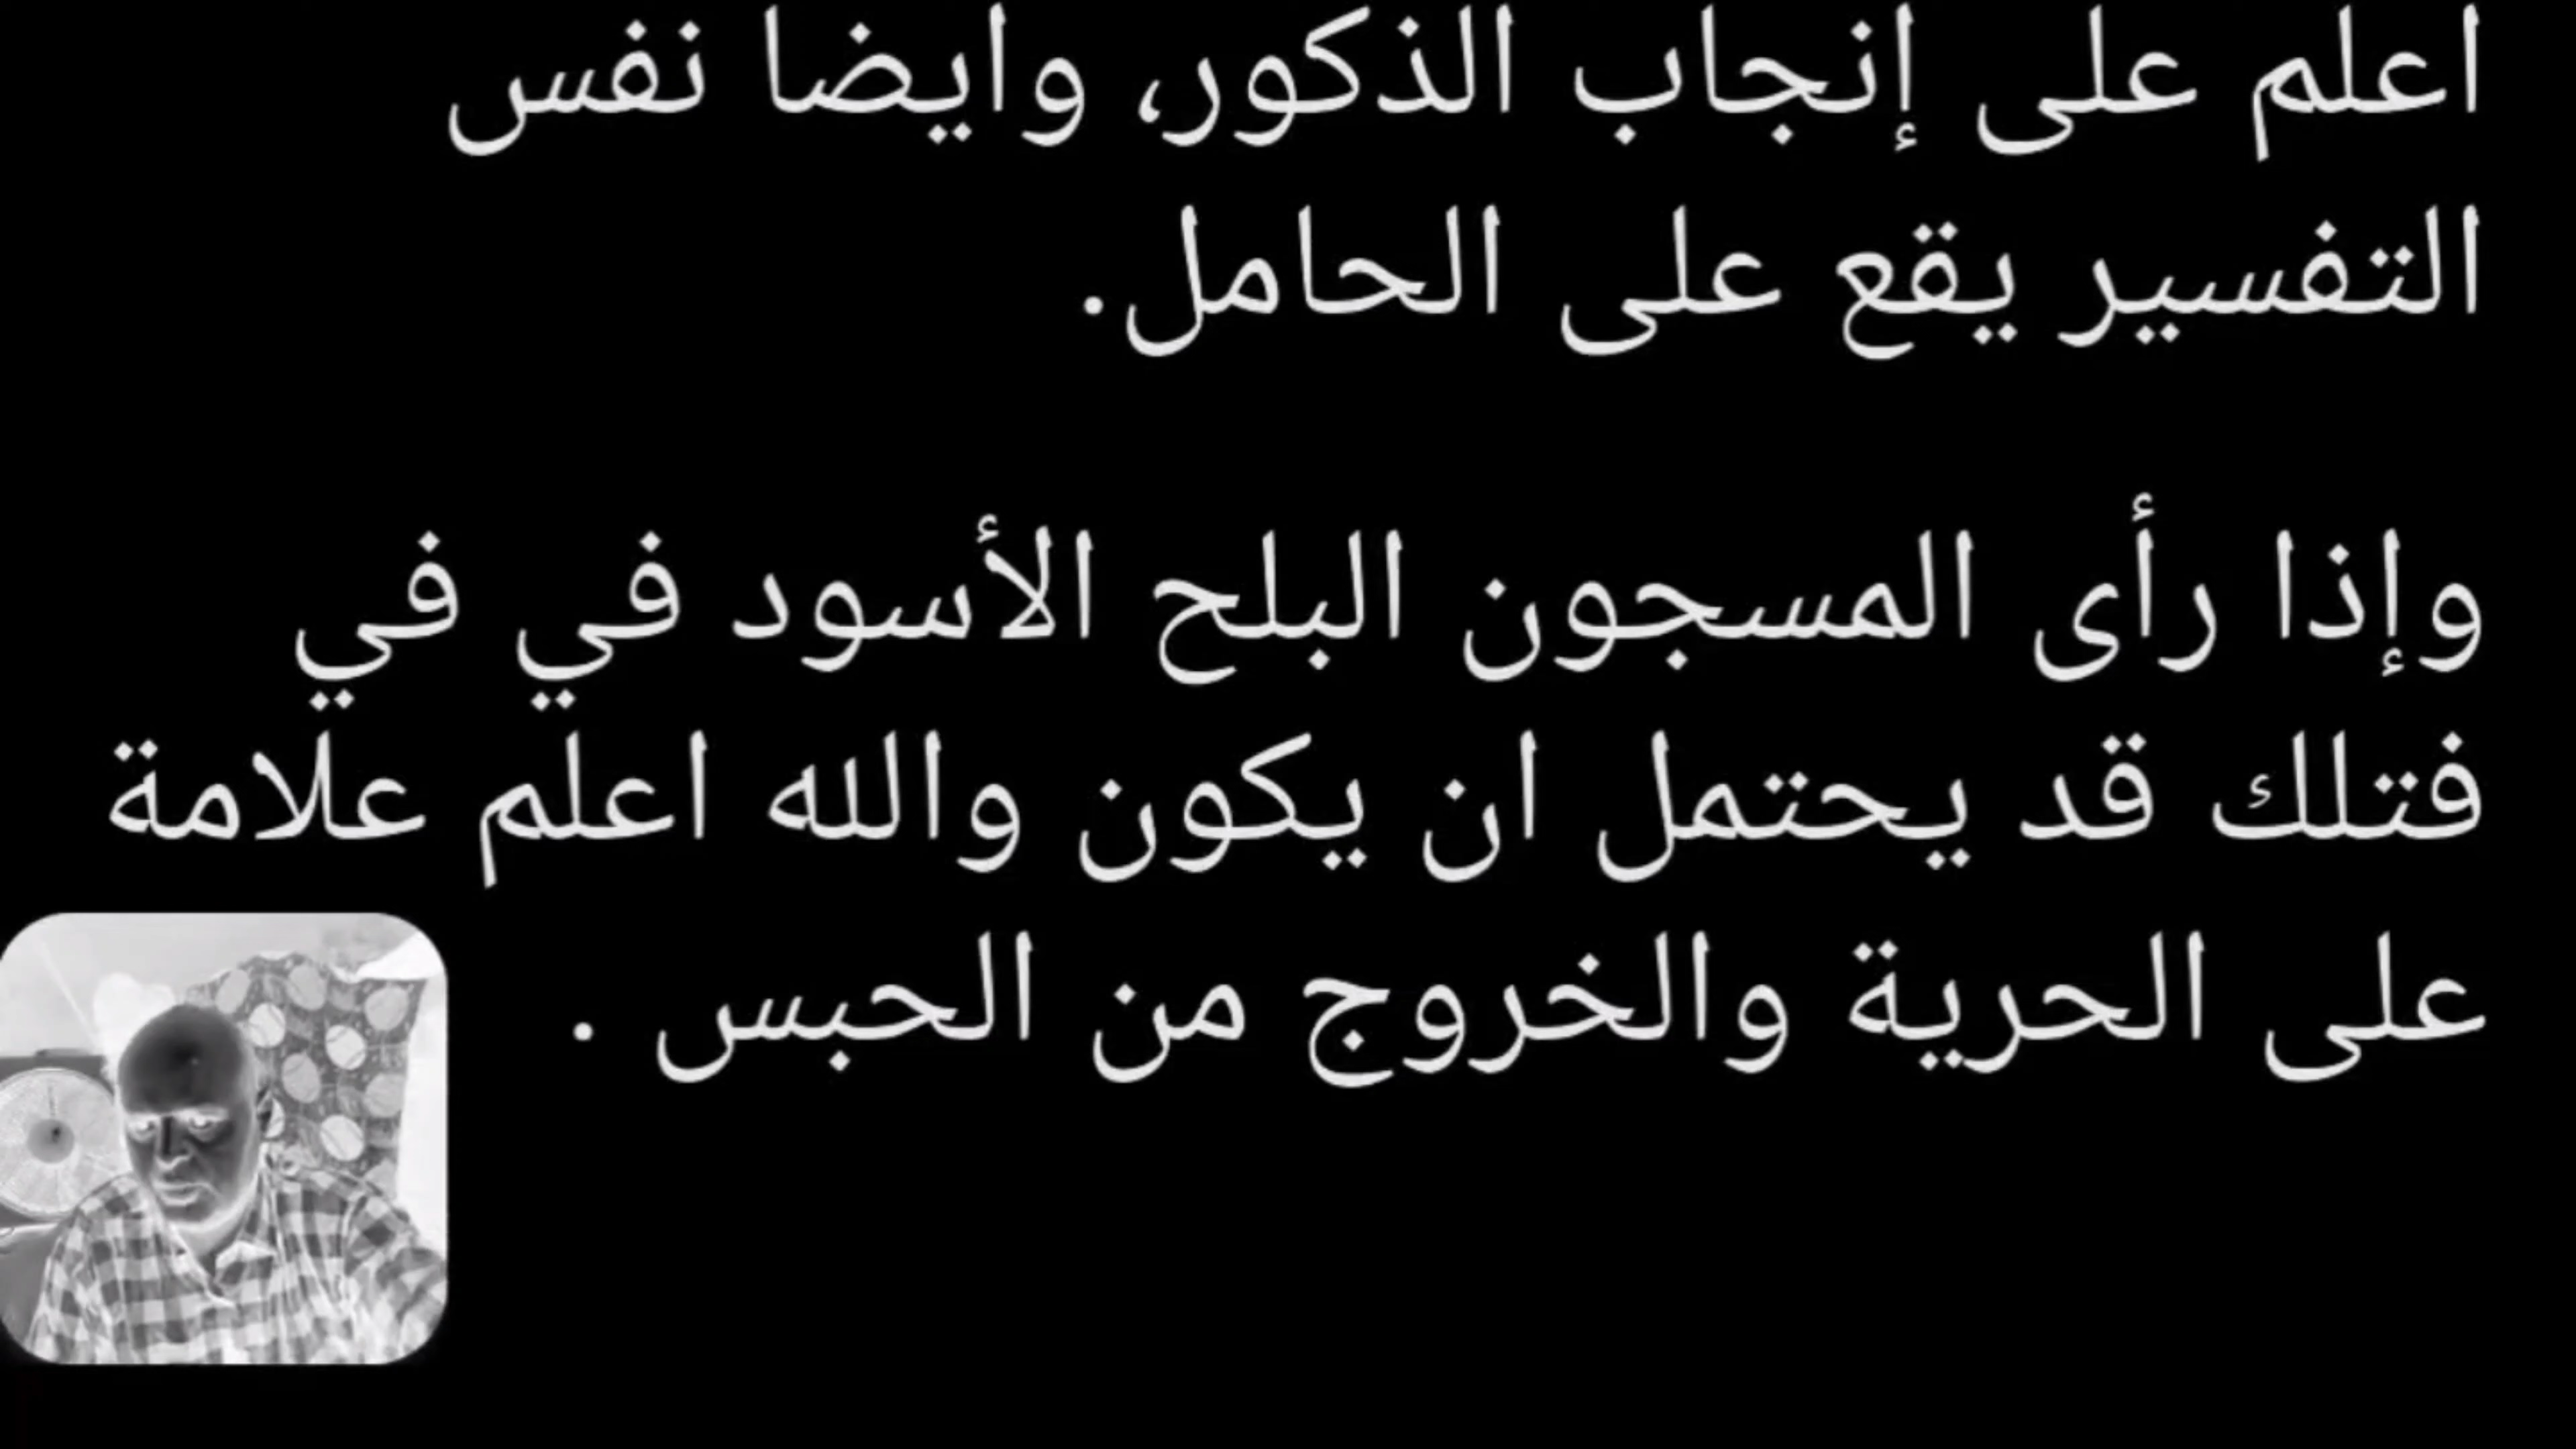 اعلم على إنجاب الذكور، وايضا نفس
التفسير يقع على الحامل.
وإذا رأى المسجون البلح الأسود في في
فتلك قد يحتمل ان يكون والله اعلم علامة
على الحرية والخروج من الحبس .